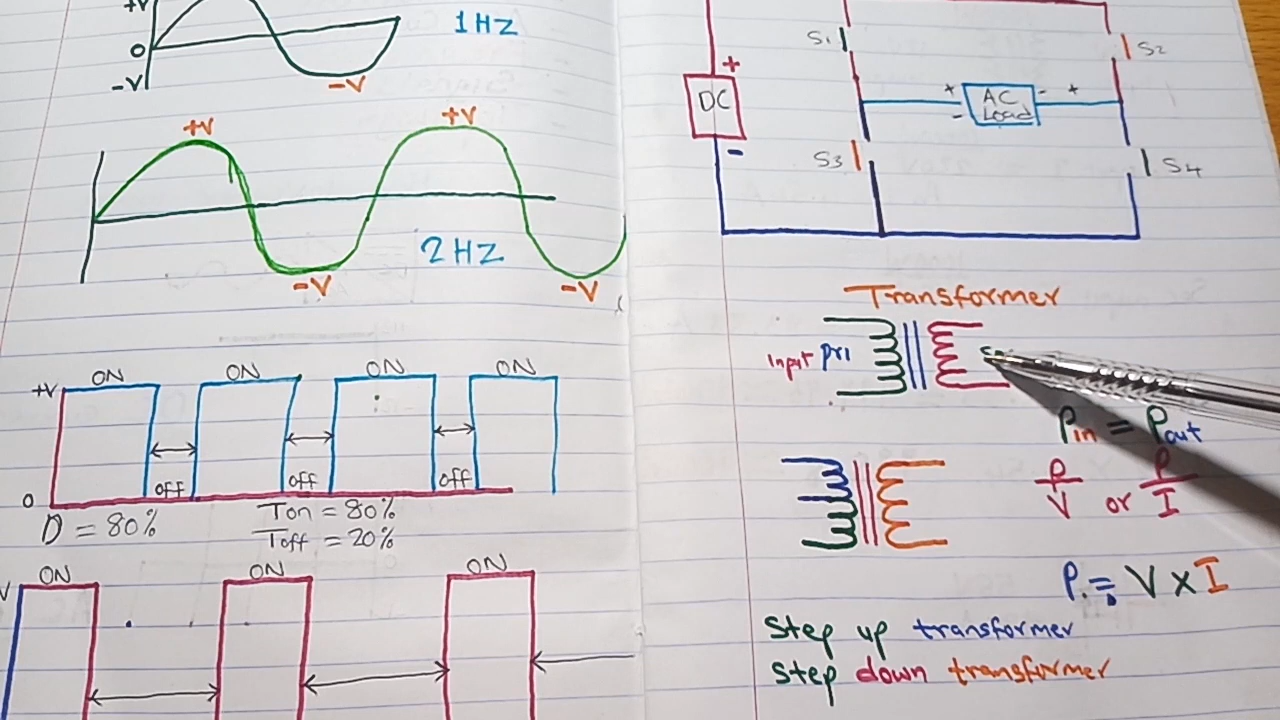 +V
0
-V
1HZ
-V
+V
+V
2HZ
-V
-V
ON ON ON ON
+V
OFF OFF OFF
0
D = 80%
Ton = 80%
Toff = 20%
ON ON ON
V
S1
S2
+
DC
-
+ AC - +
- Load
S3
S4
Transformer
Input pri
Pin = Pout
P/V or P/I
P = V x I
Step up transformer
Step down transformer